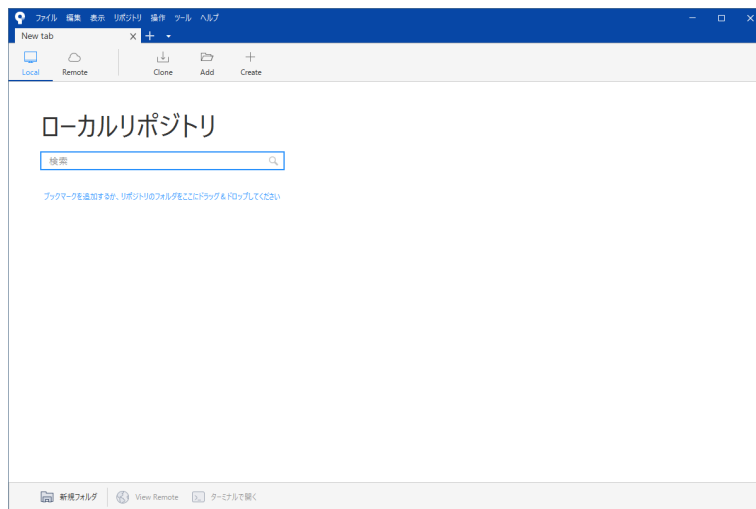 ファイル 編集 表示 リポジトリ 操作 ツール ヘルプ
New tab
Local Remote Clone Add Create
ローカルリポジトリ
検索
ブックマークを追加するか、リポジトリのフォルダをここにドラッグ&ドロップしてください
新規フォルダ View Remote ターミナルで開く